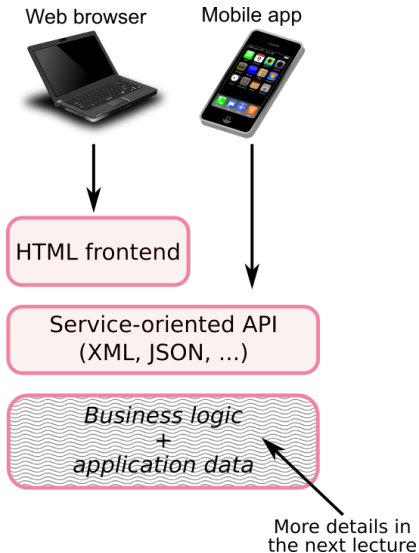 Web browser
Mobile app
HTML frontend
Service-oriented API
(XML, JSON, ...)
Business logic
+
application data
More details in
the next lecture